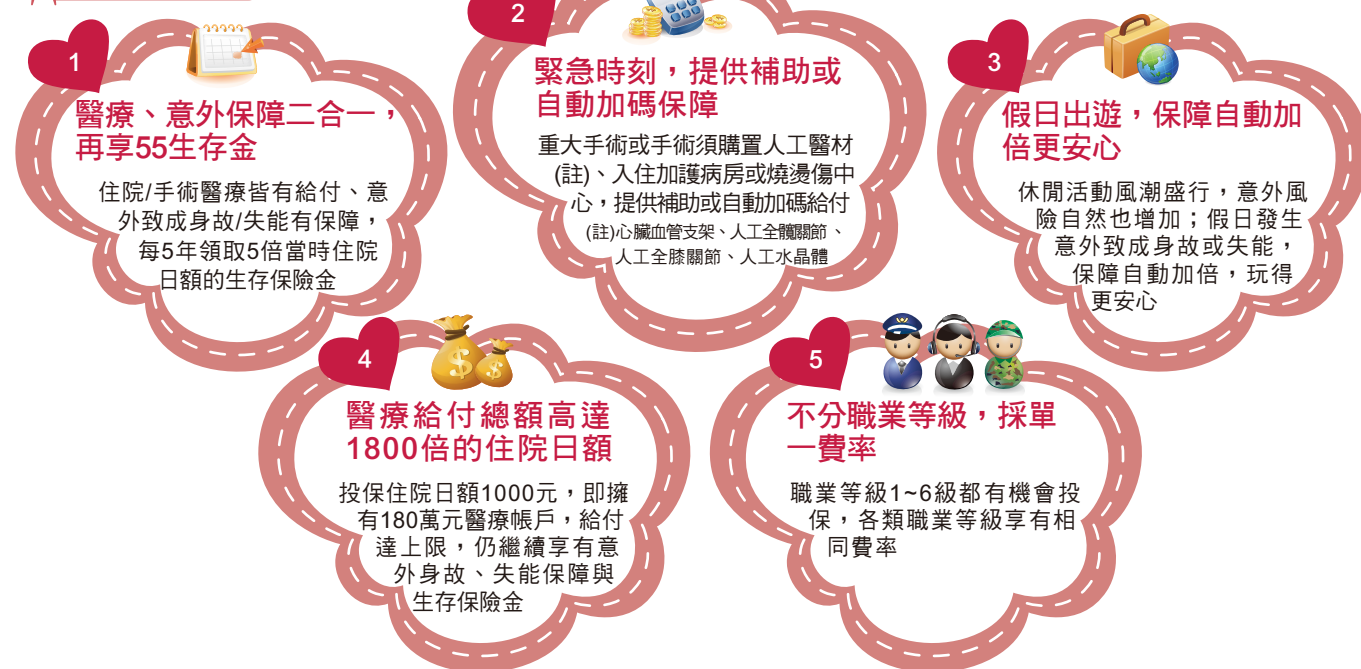 1
醫療、意外保障二合一，
再享55生存金
住院/手術醫療皆有給付、意
外致成身故/失能有保障，
每5年領取5倍當時住院
日額的生存保險金
2
緊急時刻，提供補助或
自動加碼保障
重大手術或手術須購置人工醫材
(註)、入住加護病房或燒燙傷中
心，提供補助或自動加碼給付
(註)心臟血管支架、人工全髖關節、
人工全膝關節、人工水晶體
3
假日出遊，保障自動加
倍更安心
休閒活動風潮盛行，意外風
險自然也增加；假日發生
意外致成身故或失能，
保障自動加倍，玩得
更安心
4
醫療給付總額高達
1800倍的住院日額
投保住院日額1000元，即擁
有180萬元醫療帳戶，給付
達上限，仍繼續享有意
外身故、失能保障與
生存保險金
5
不分職業等級，採單
一費率
職業等級1~6級都有機會投
保，各類職業等級享有相
同費率